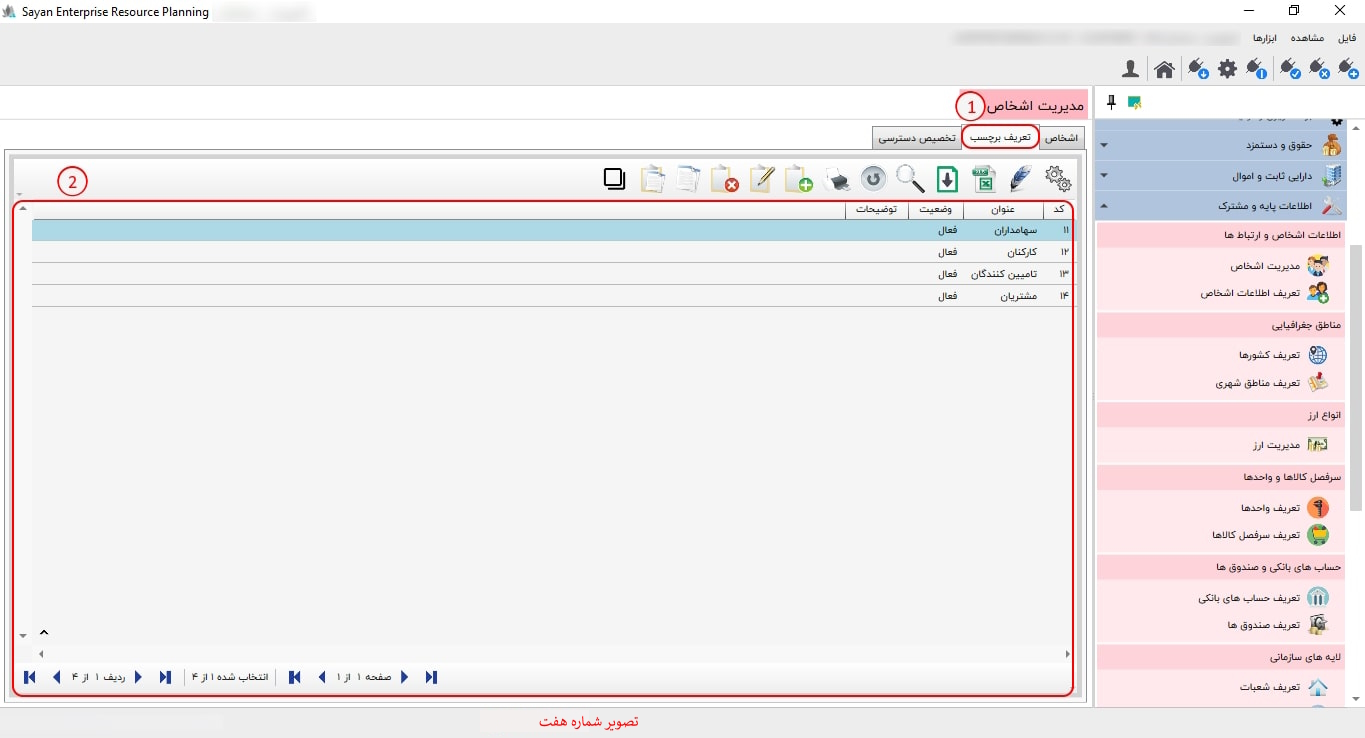 Sayan Enterprise Resource Planning
فایل مشاهده ابزارها
مدیریت اشخاص 1
اشخاص تعریف برچسب تخصیص دسترسی
2
کد عنوان وضعیت توضیحات
۱۱ سهامداران فعال
۱۲ کارکنان فعال
۱۳ تامیین کنندگان فعال
۱۴ مشتریان فعال
ردیف ۱ از ۴ انتخاب شده ۱ از ۴ صفحه ۱ از ۱
حقوق و دستمزد
دارایی ثابت و اموال
اطلاعات پایه و مشترک
اطلاعات اشخاص و ارتباط ها
مدیریت اشخاص
تعریف اطلاعات اشخاص
مناطق جغرافیایی
تعریف کشورها
تعریف مناطق شهری
انواع ارز
مدیریت ارز
سرفصل کالاها و واحدها
تعریف واحدها
تعریف سرفصل کالاها
حساب های بانکی و صندوق ها
تعریف حساب های بانکی
تعریف صندوق ها
لایه های سازمانی
تعریف شعبات
تصویر شماره هفت